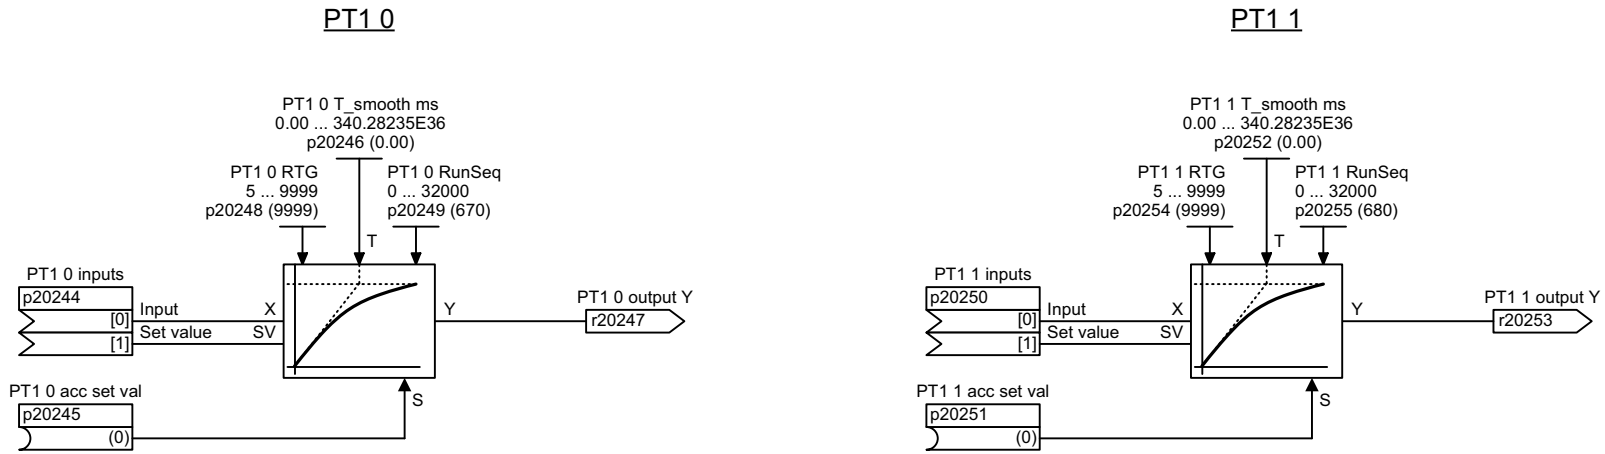 PT1 0
PT1 0 T_smooth ms
0.00 ... 340.28235E36
p20246 (0.00)
PT1 0 RTG
5 ... 9999
p20248 (9999)
PT1 0 RunSeq
0 ... 32000
p20249 (670)
T
PT1 0 inputs
p20244
[0]
Input
X
[1]
Set value
SV
Y
PT1 0 output Y
r20247
PT1 0 acc set val
p20245
(0)
S
PT1 1
PT1 1 T_smooth ms
0.00 ... 340.28235E36
p20252 (0.00)
PT1 1 RTG
5 ... 9999
p20254 (9999)
PT1 1 RunSeq
0 ... 32000
p20255 (680)
T
PT1 1 inputs
p20250
[0]
Input
X
[1]
Set value
SV
Y
PT1 1 output Y
r20253
PT1 1 acc set val
p20251
(0)
S